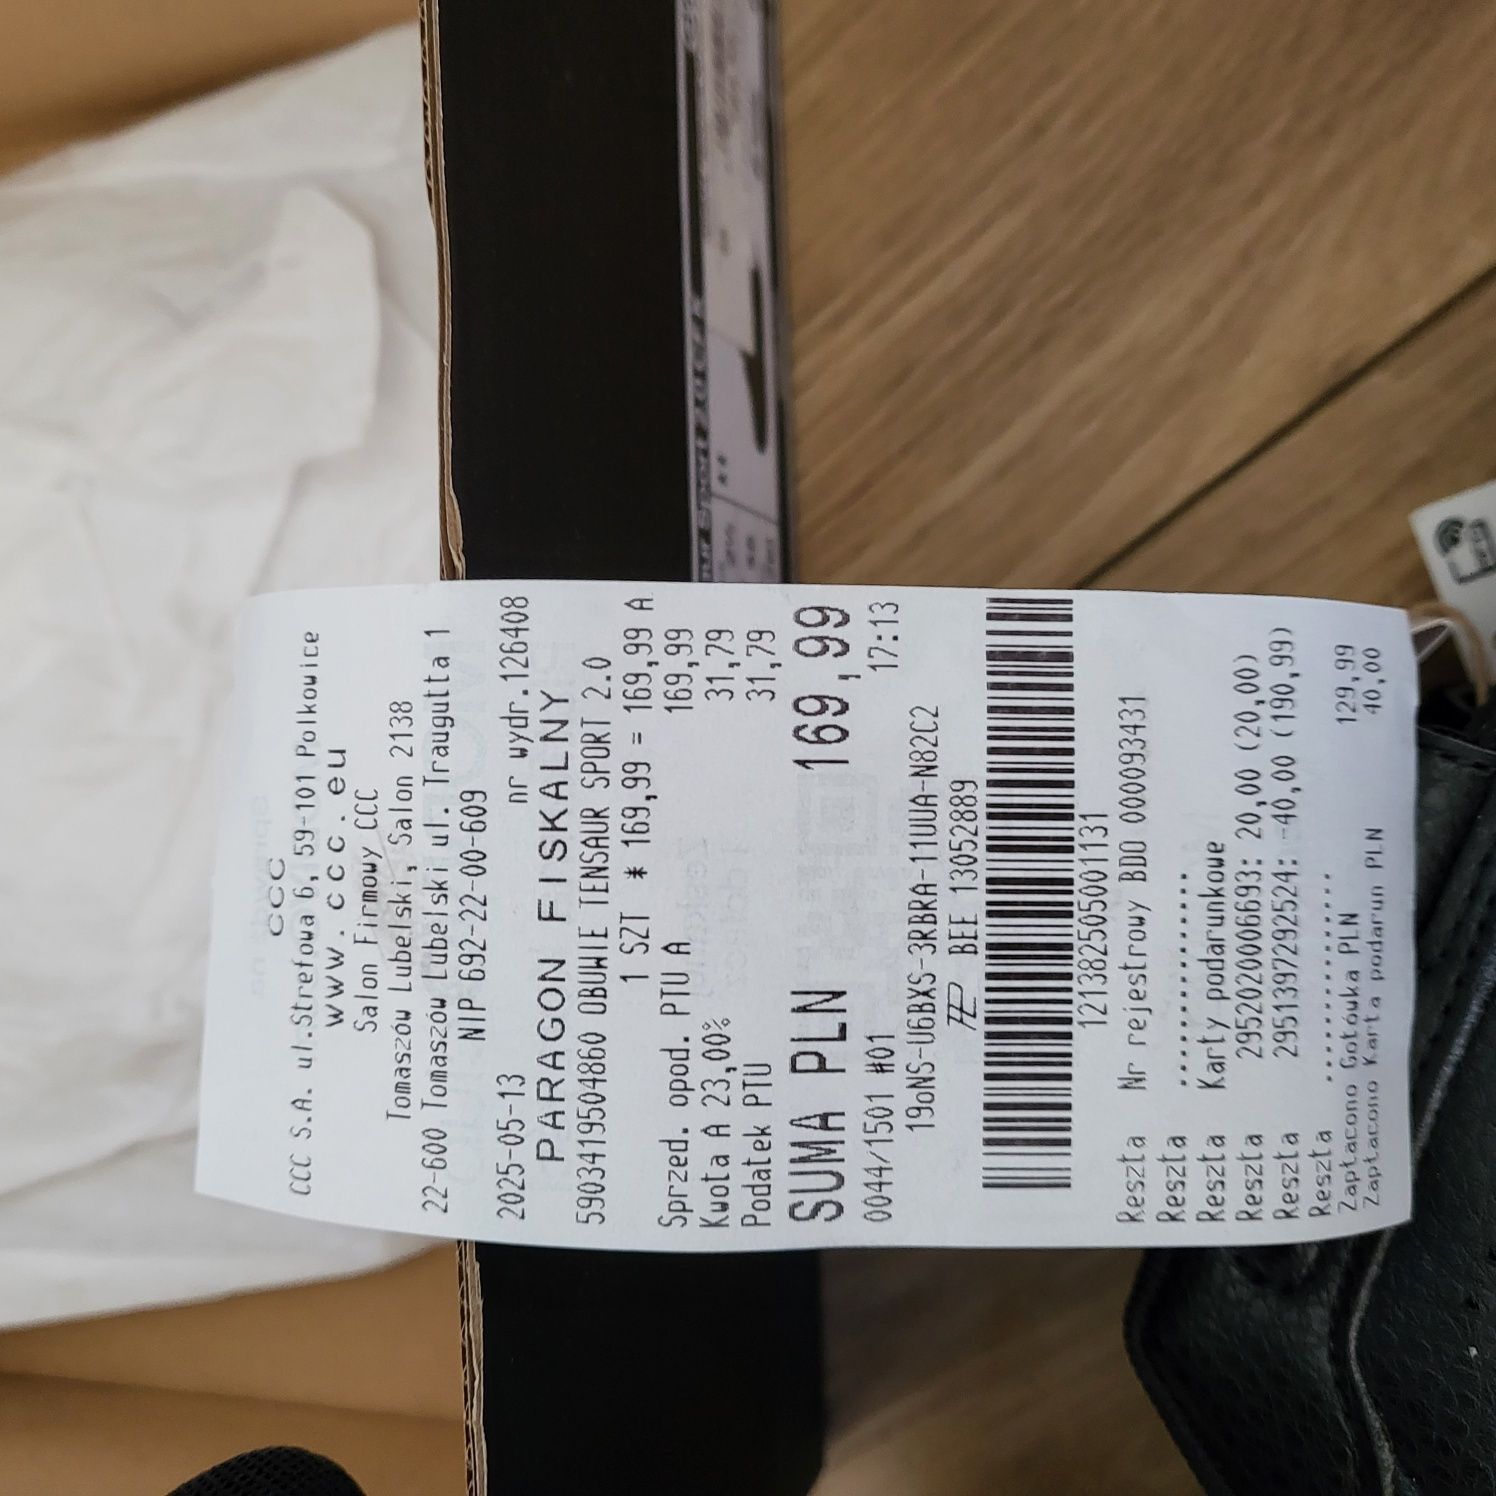 CCC
CCC S.A. ul.Strefowa 6, 59-101 Polkowice
www.ccc.eu
Salon Firmowy CCC
Tomaszów Lubelski, Salon 2138
22-600 Tomaszów Lubelski ul. Traugutta 1
NIP 692-22-00-609
2025-05-13 nr wydr.126408
PARAGON FISKALNY
5903419504860 OBUWIE TENSAUR SPORT 2.0
1 SZT * 169,99 = 169,99 A
Sprzed. opod. PTU A 169,99
Kwota A 23,00% 31,79
Podatek PTU 31,79
SUMA PLN 169,99
0044/1501 #01 17:13
19oNS-U6BXS-3RBRA-11UUA-N82C2
BEE 13052889
121382505001131
Reszta Nr rejestrowy BDO 000093431
Reszta ....................
Reszta Karty podarunkowe
Reszta 2952020006693: 20,00 (20,00)
Reszta 2951397292524: -40,00 (190,99)
Reszta ....................
Zapłacono Gotówka PLN 129,99
Zapłacono Karta podarun PLN 40,00